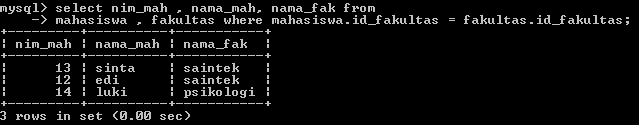 mysql> select nim_mah , nama_mah, nama_fak from
    -> mahasiswa , fakultas where mahasiswa.id_fakultas = fakultas.id_fakultas;
+---------+----------+-----------+
| nim_mah | nama_mah | nama_fak  |
+---------+----------+-----------+
|      13 | sinta    | saintek   |
|      12 | edi      | saintek   |
|      14 | luki     | psikologi |
+---------+----------+-----------+
3 rows in set (0.00 sec)